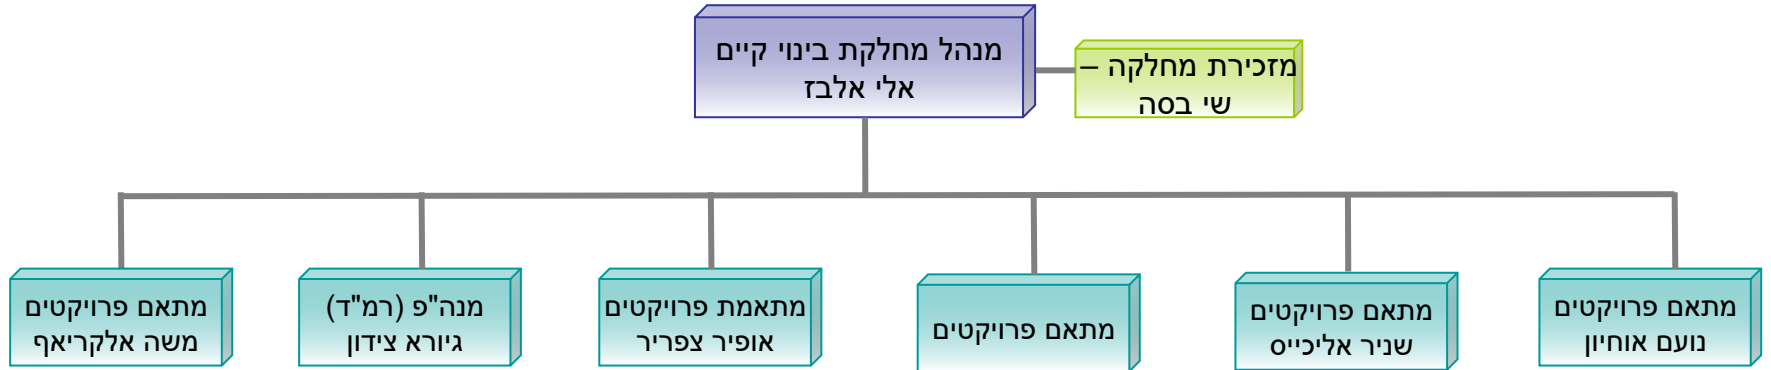 מנהל מחלקת בינוי קיים
אלי אלבז
מזכירת מחלקה –
שי בסה
מתאם פרויקטים
נועם אוחיון
מתאם פרויקטים
שניר אליכייס
מתאם פרויקטים
מתאמת פרויקטים
אופיר צפריר
מנה"פ (רמ"ד)
גיורא צידון
מתאם פרויקטים
משה אלקריאף